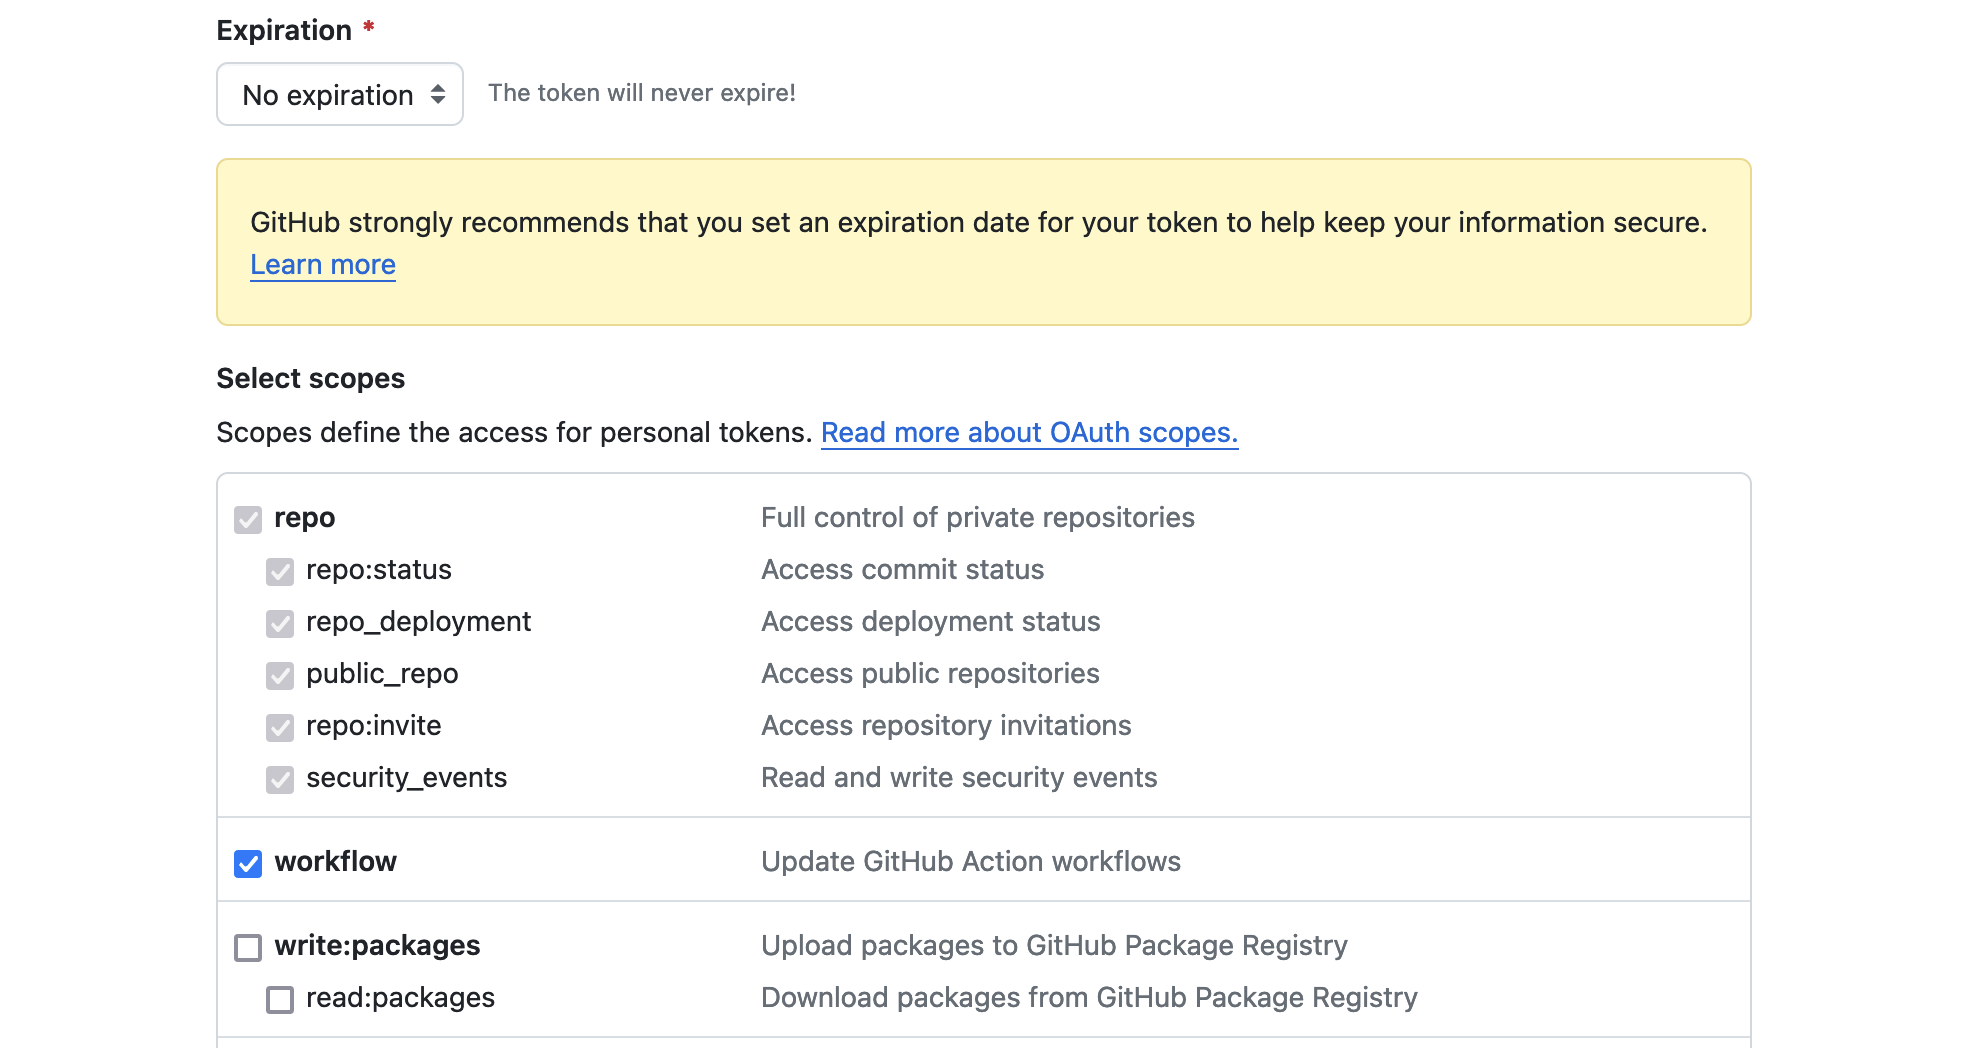 Expiration *
No expiration
The token will never expire!
GitHub strongly recommends that you set an expiration date for your token to help keep your information secure.
Learn more
Select scopes
Scopes define the access for personal tokens. Read more about OAuth scopes.
repo Full control of private repositories
repo:status Access commit status
repo_deployment Access deployment status
public_repo Access public repositories
repo:invite Access repository invitations
security_events Read and write security events
workflow Update GitHub Action workflows
write:packages Upload packages to GitHub Package Registry
read:packages Download packages from GitHub Package Registry